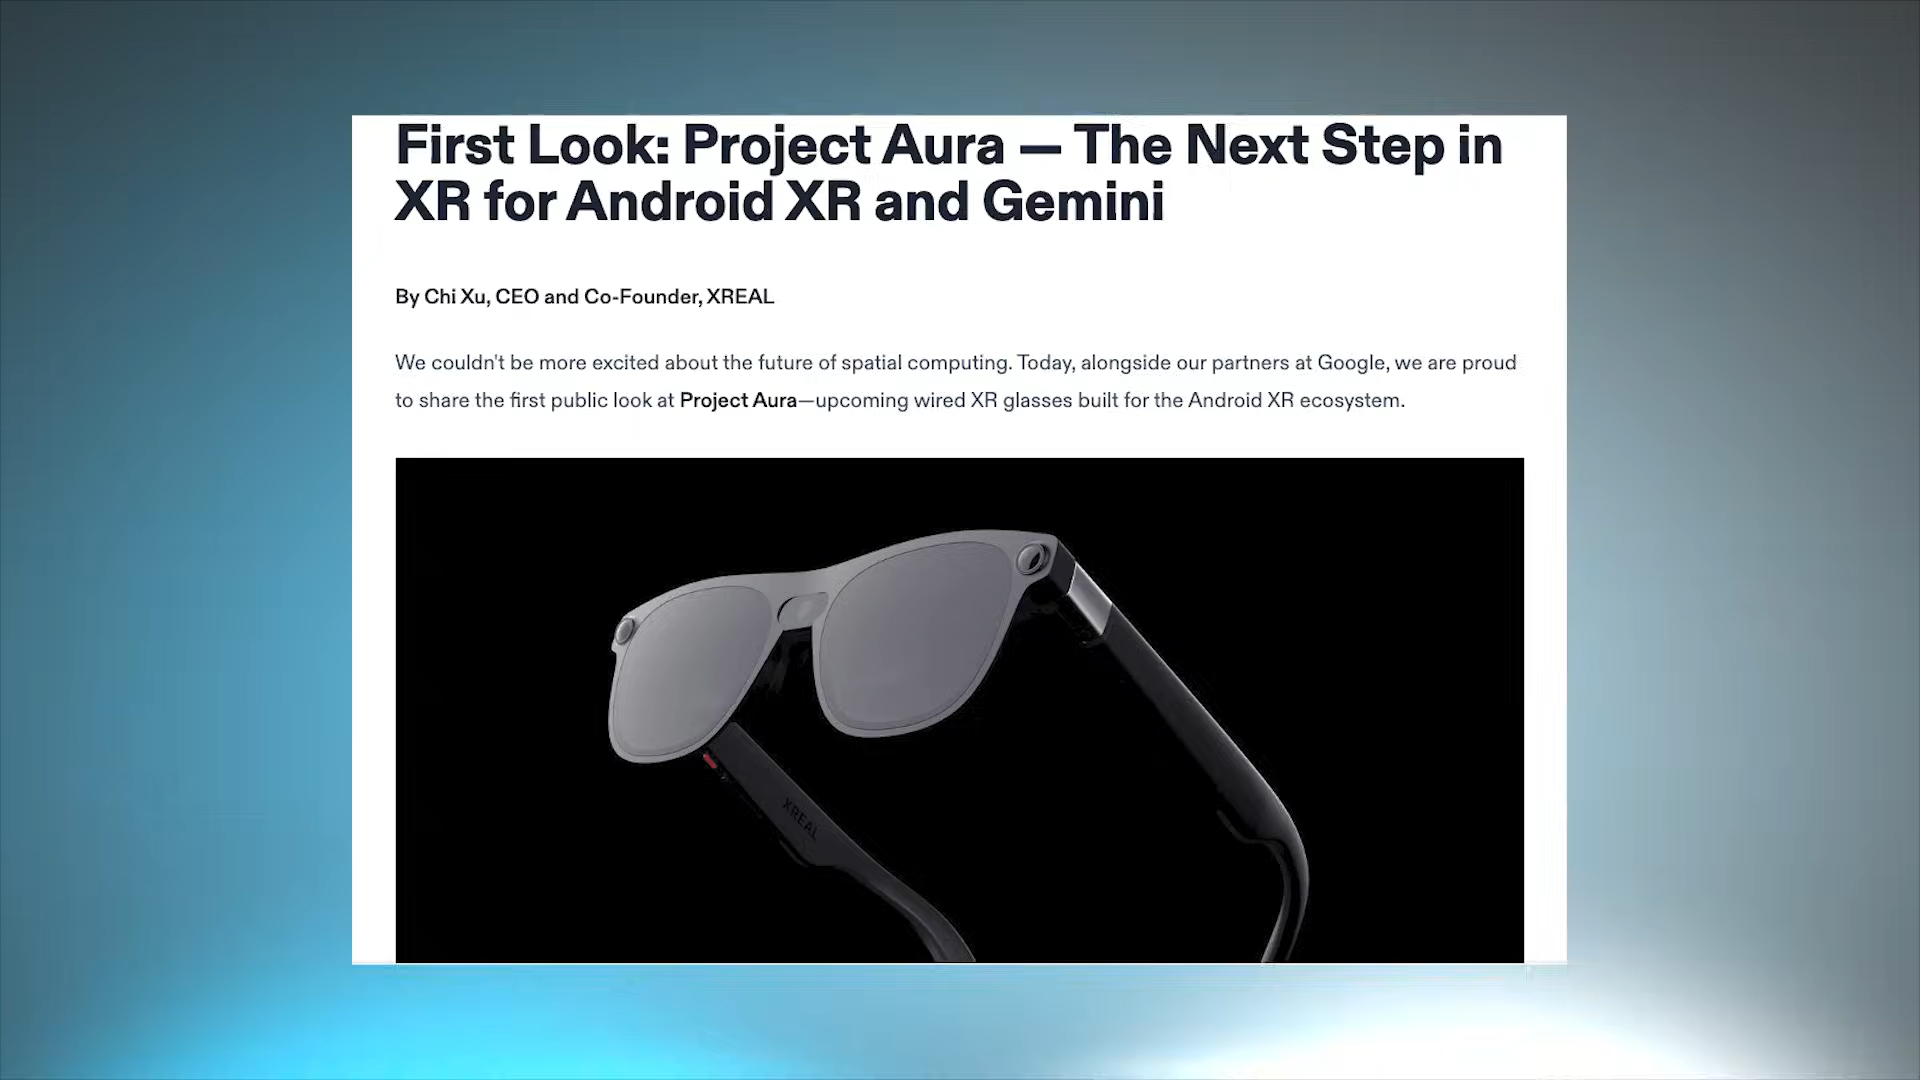 First Look: Project Aura — The Next Step in
XR for Android XR and Gemini
By Chi Xu, CEO and Co-Founder, XREAL
We couldn't be more excited about the future of spatial computing. Today, alongside our partners at Google, we are proud
to share the first public look at Project Aura—upcoming wired XR glasses built for the Android XR ecosystem.
XREAL